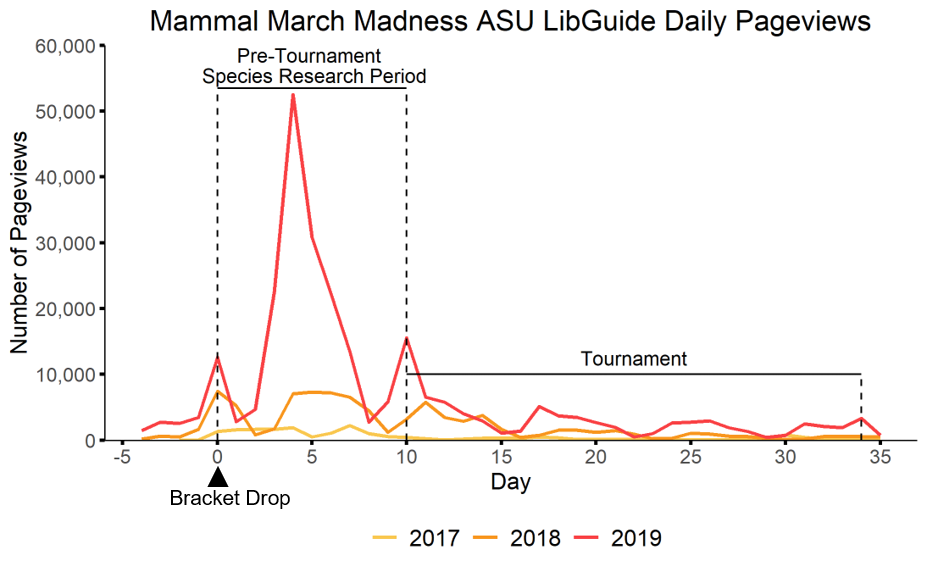 Mammal March Madness ASU LibGuide Daily Pageviews
Pre-Tournament
Species Research Period
Number of Pageviews
60,000
50,000
40,000
30,000
20,000
10,000
0
Tournament
-5
0
5
10
15
20
25
30
35
Day
Bracket Drop
2017
2018
2019